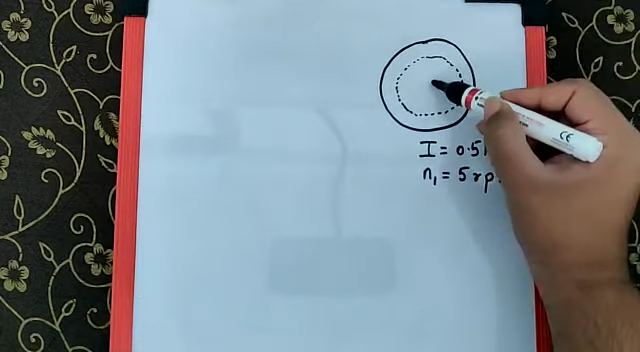 I = 0.5
n₁ = 5 rp
CE